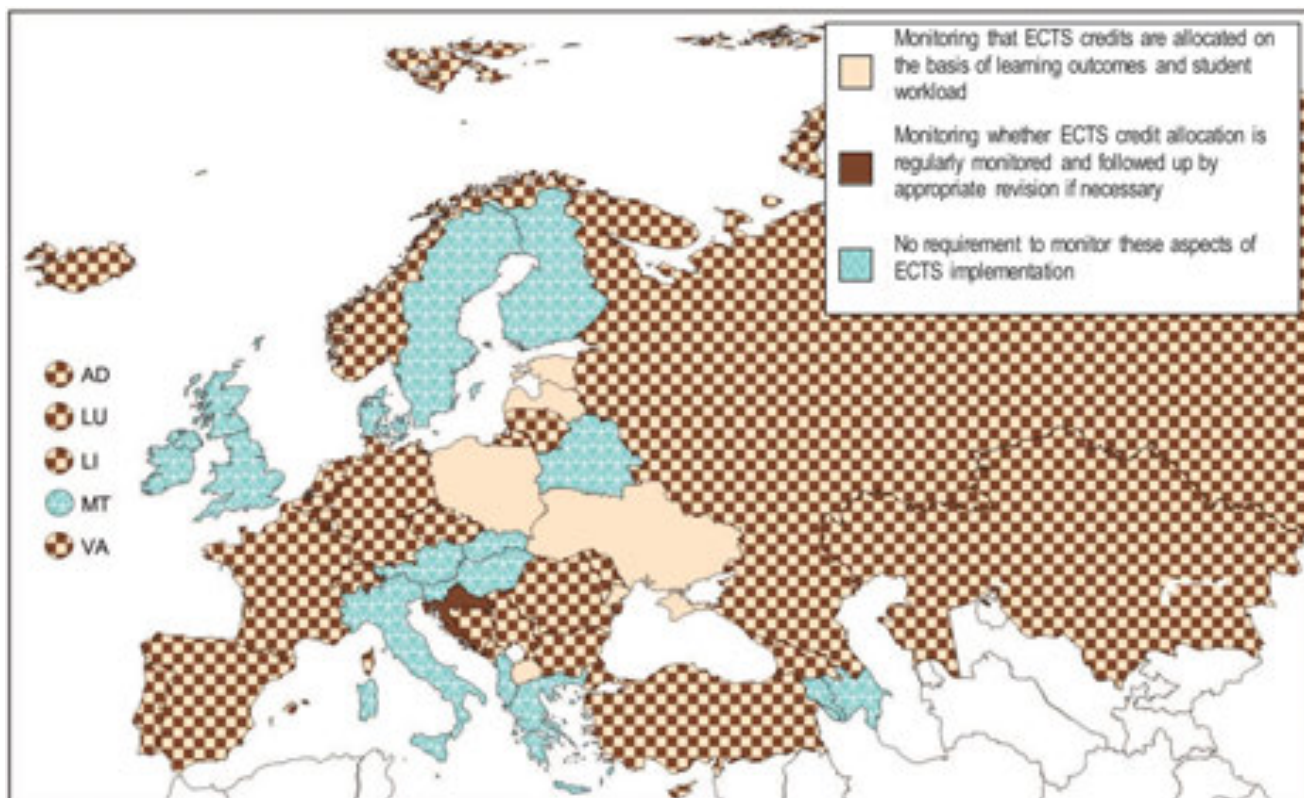 Monitoring that ECTS credits are allocated on
the basis of learning outcomes and student
workload
Monitoring whether ECTS credit allocation is
regularly monitored and followed up by
appropriate revision if necessary
No requirement to monitor these aspects of
ECTS implementation
AD
LU
LI
MT
VA